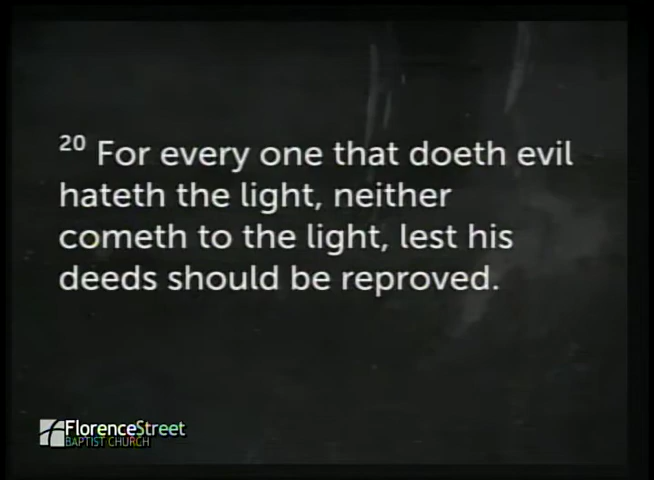 20 For every one that doeth evil
hateth the light, neither
cometh to the light, lest his
deeds should be reproved.
FlorenceStreet
BAPTIST CHURCH